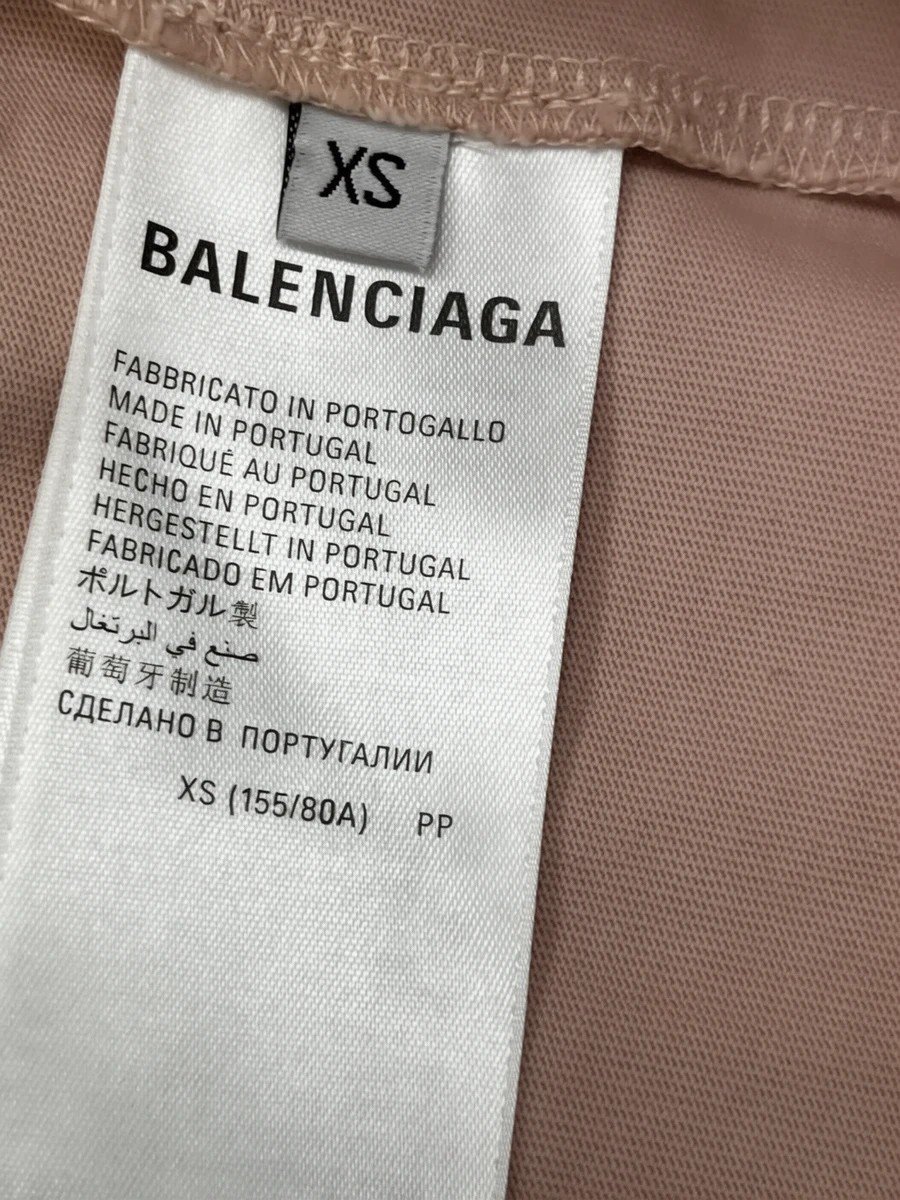 XS
BALENCIAGA
FABBRICATO IN PORTOGALLO
MADE IN PORTUGAL
FABRIQUÉ AU PORTUGAL
HECHO EN PORTUGAL
HERGESTELLT IN PORTUGAL
FABRICADO EM PORTUGAL
ポルトガル製
صنع في البرتغال
葡萄牙制造
СДЕЛАНО В ПОРТУГАЛИИ
XS (155/80A) PP